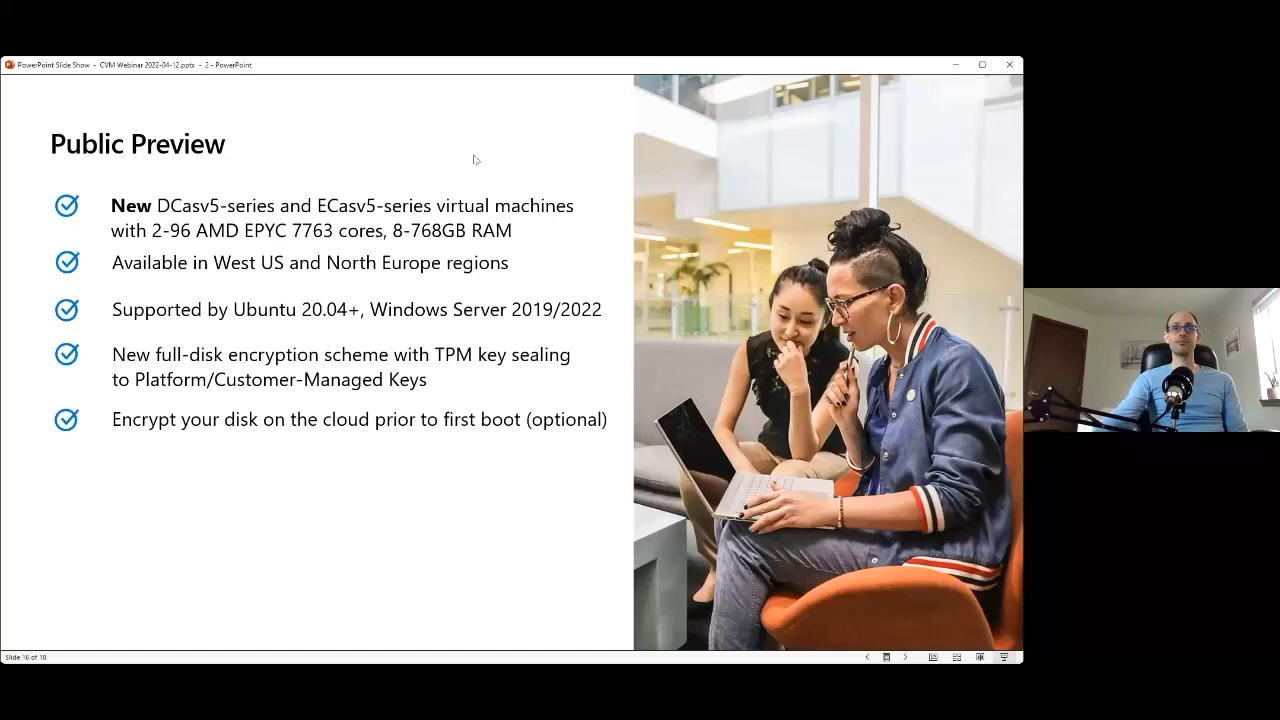 PowerPoint Slide Show - CVM Webinar 2022-04-12.pptx - 2 - PowerPoint
Public Preview
New DCasv5-series and ECasv5-series virtual machines
with 2-96 AMD EPYC 7763 cores, 8-768GB RAM
Available in West US and North Europe regions
Supported by Ubuntu 20.04+, Windows Server 2019/2022
New full-disk encryption scheme with TPM key sealing
to Platform/Customer-Managed Keys
Encrypt your disk on the cloud prior to first boot (optional)
Slide 16 of 18